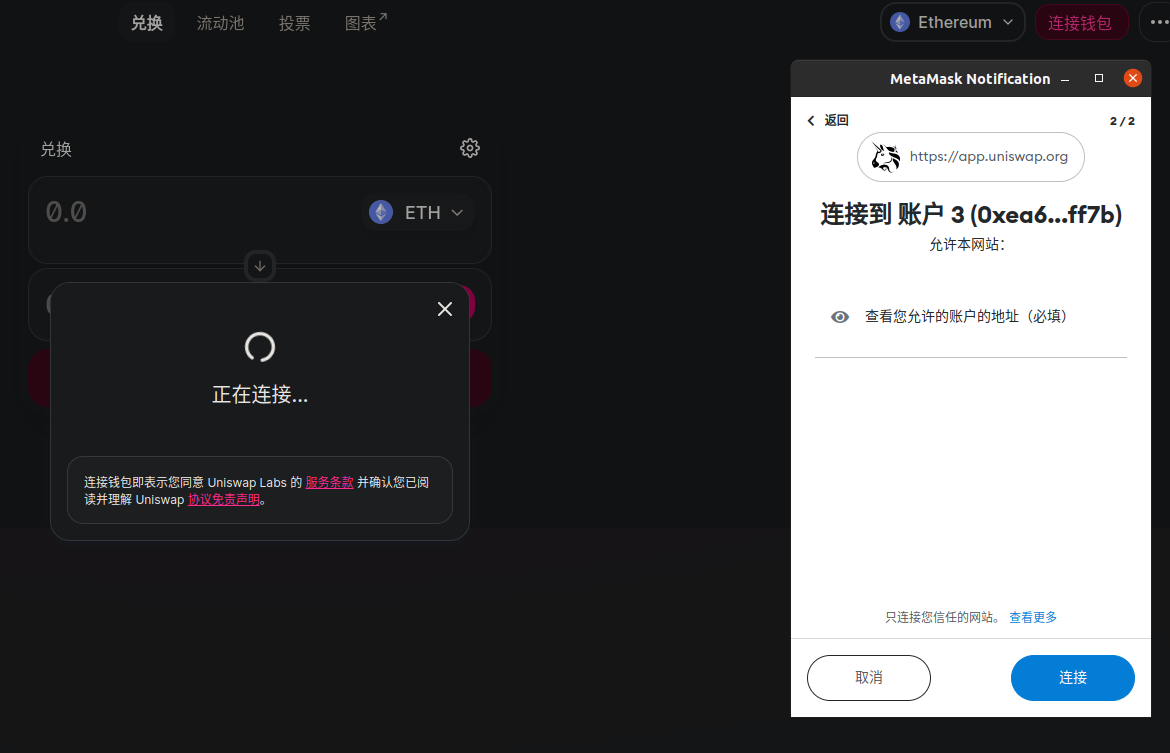 兑换
流动池
投票
图表↗
Ethereum
连接钱包
MetaMask Notification
返回
2 / 2
https://app.uniswap.org
连接到 账户 3 (0xea6...ff7b)
允许本网站：
查看您允许的账户的地址（必填）
只连接您信任的网站。 查看更多
取消
连接
兑换
0.0
ETH
正在连接...
连接钱包即表示您同意 Uniswap Labs 的 服务条款 并确认您已阅
读并理解 Uniswap 协议免责声明。